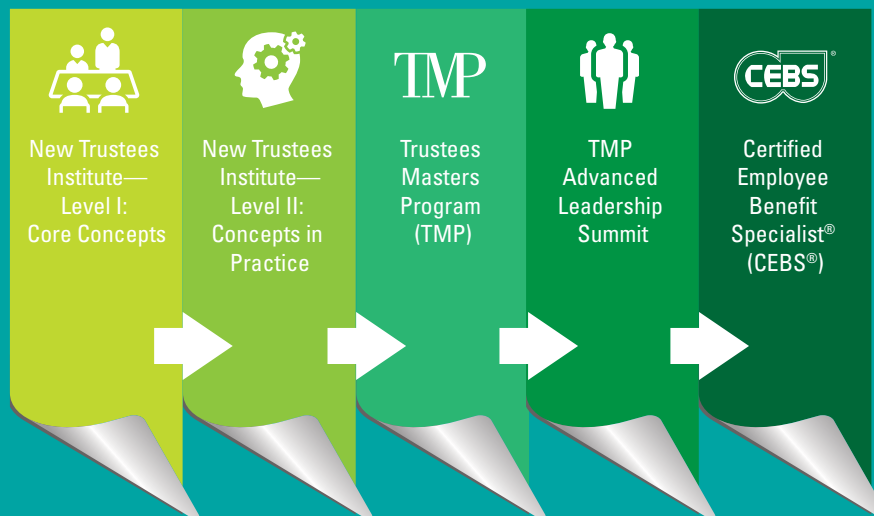 New Trustees
Institute—
Level I:
Core Concepts
New Trustees
Institute—
Level II:
Concepts in
Practice
TMP
Trustees
Masters
Program
(TMP)
TMP
Advanced
Leadership
Summit
CEBS®
Certified
Employee
Benefit
Specialist®
(CEBS®)